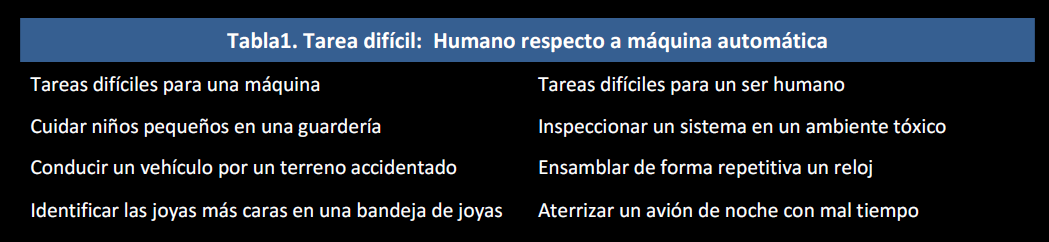 Tabla1. Tarea difícil: Humano respecto a máquina automática
Tareas difíciles para una máquina Tareas difíciles para un ser humano
Cuidar niños pequeños en una guardería Inspeccionar un sistema en un ambiente tóxico
Conducir un vehículo por un terreno accidentado Ensamblar de forma repetitiva un reloj
Identificar las joyas más caras en una bandeja de joyas Aterrizar un avión de noche con mal tiempo